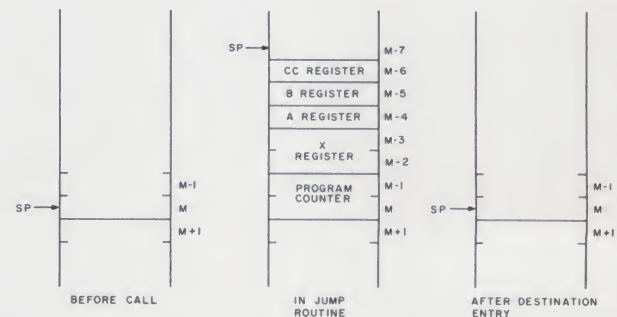 SP
M-1
M
M+1
BEFORE CALL
SP
M-7
CC REGISTER M-6
B REGISTER M-5
A REGISTER M-4
M-3
X
REGISTER
M-2
PROGRAM
COUNTER
M-1
M
M+1
IN JUMP
ROUTINE
SP
M-1
M
M+1
AFTER DESTINATION
ENTRY